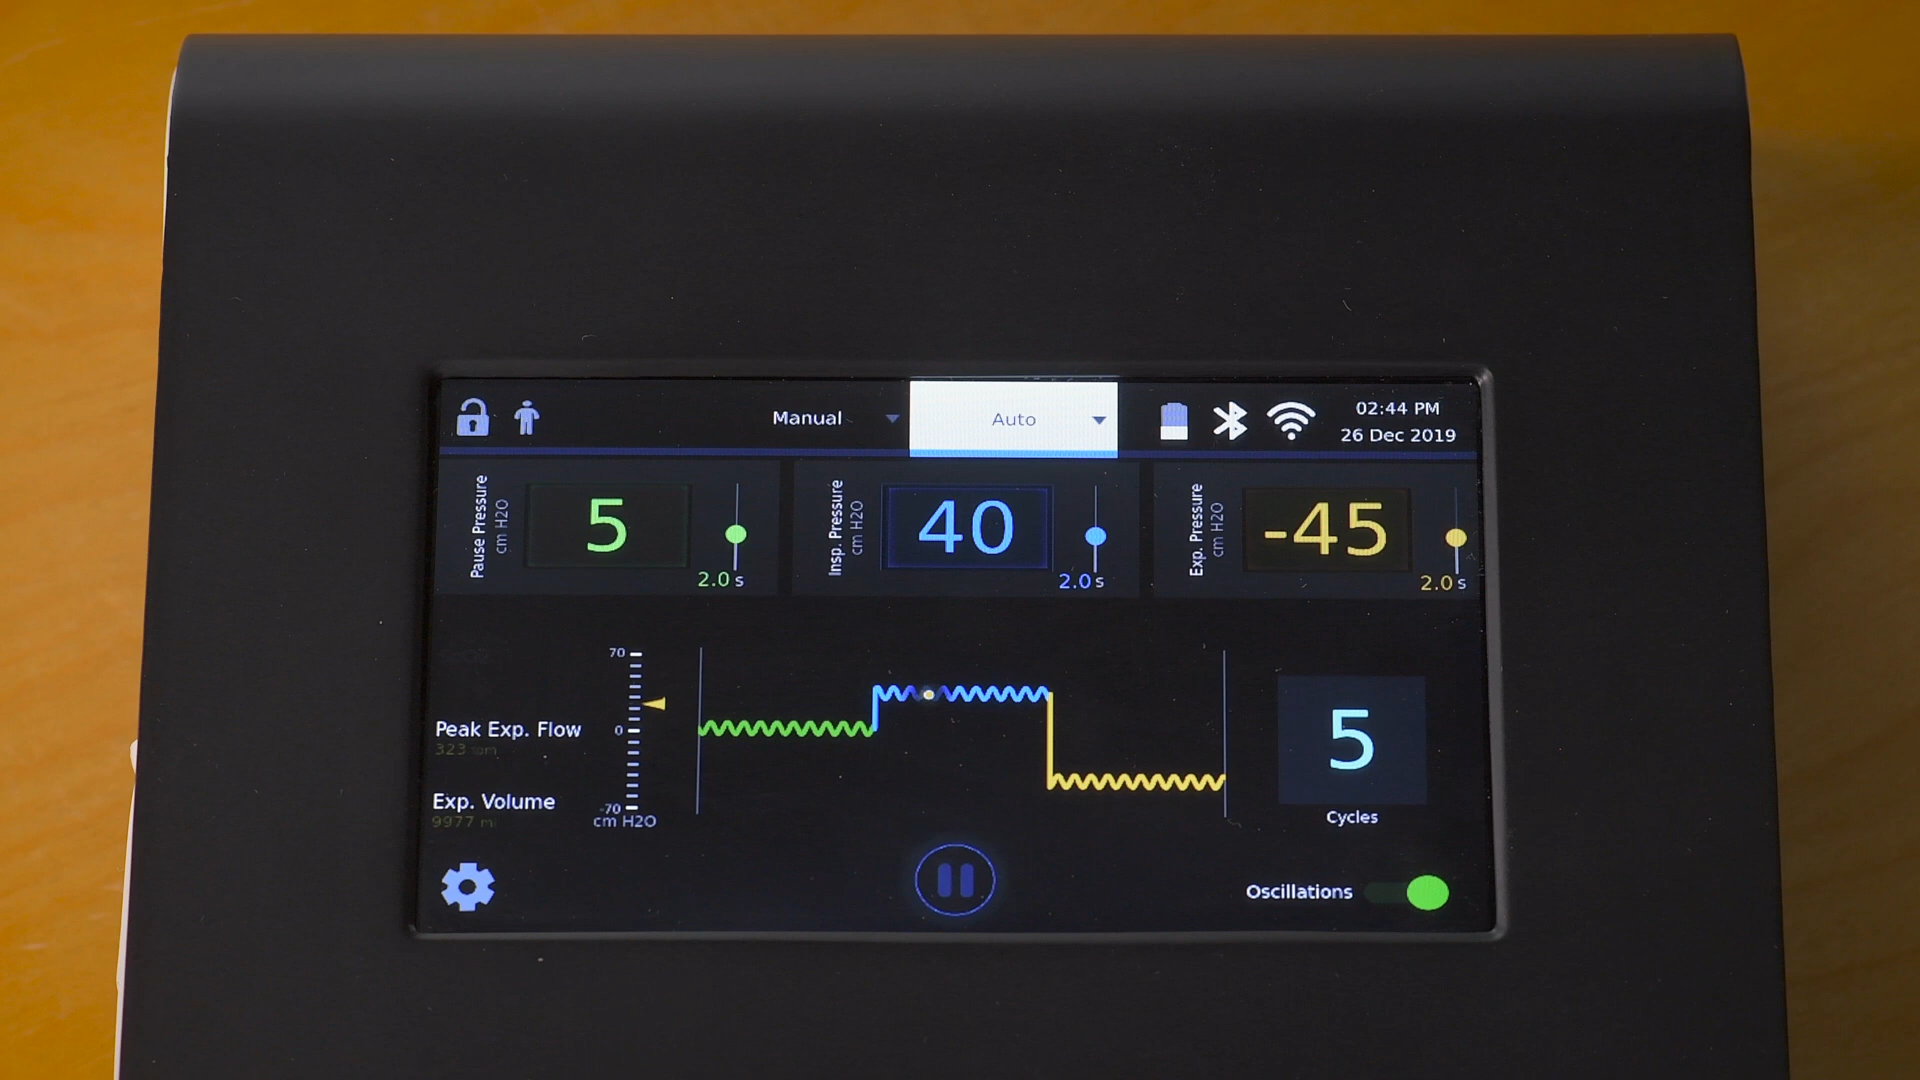 Manual
Auto
02:44 PM
26 Dec 2019
Pause Pressure
cm H2O
5
2.0 s
Insp. Pressure
cm H2O
40
2.0 s
Exp. Pressure
cm H2O
-45
2.0 s
70
0
-70
cm H2O
Peak Exp. Flow
323
Exp. Volume
9977
5
Cycles
Oscillations